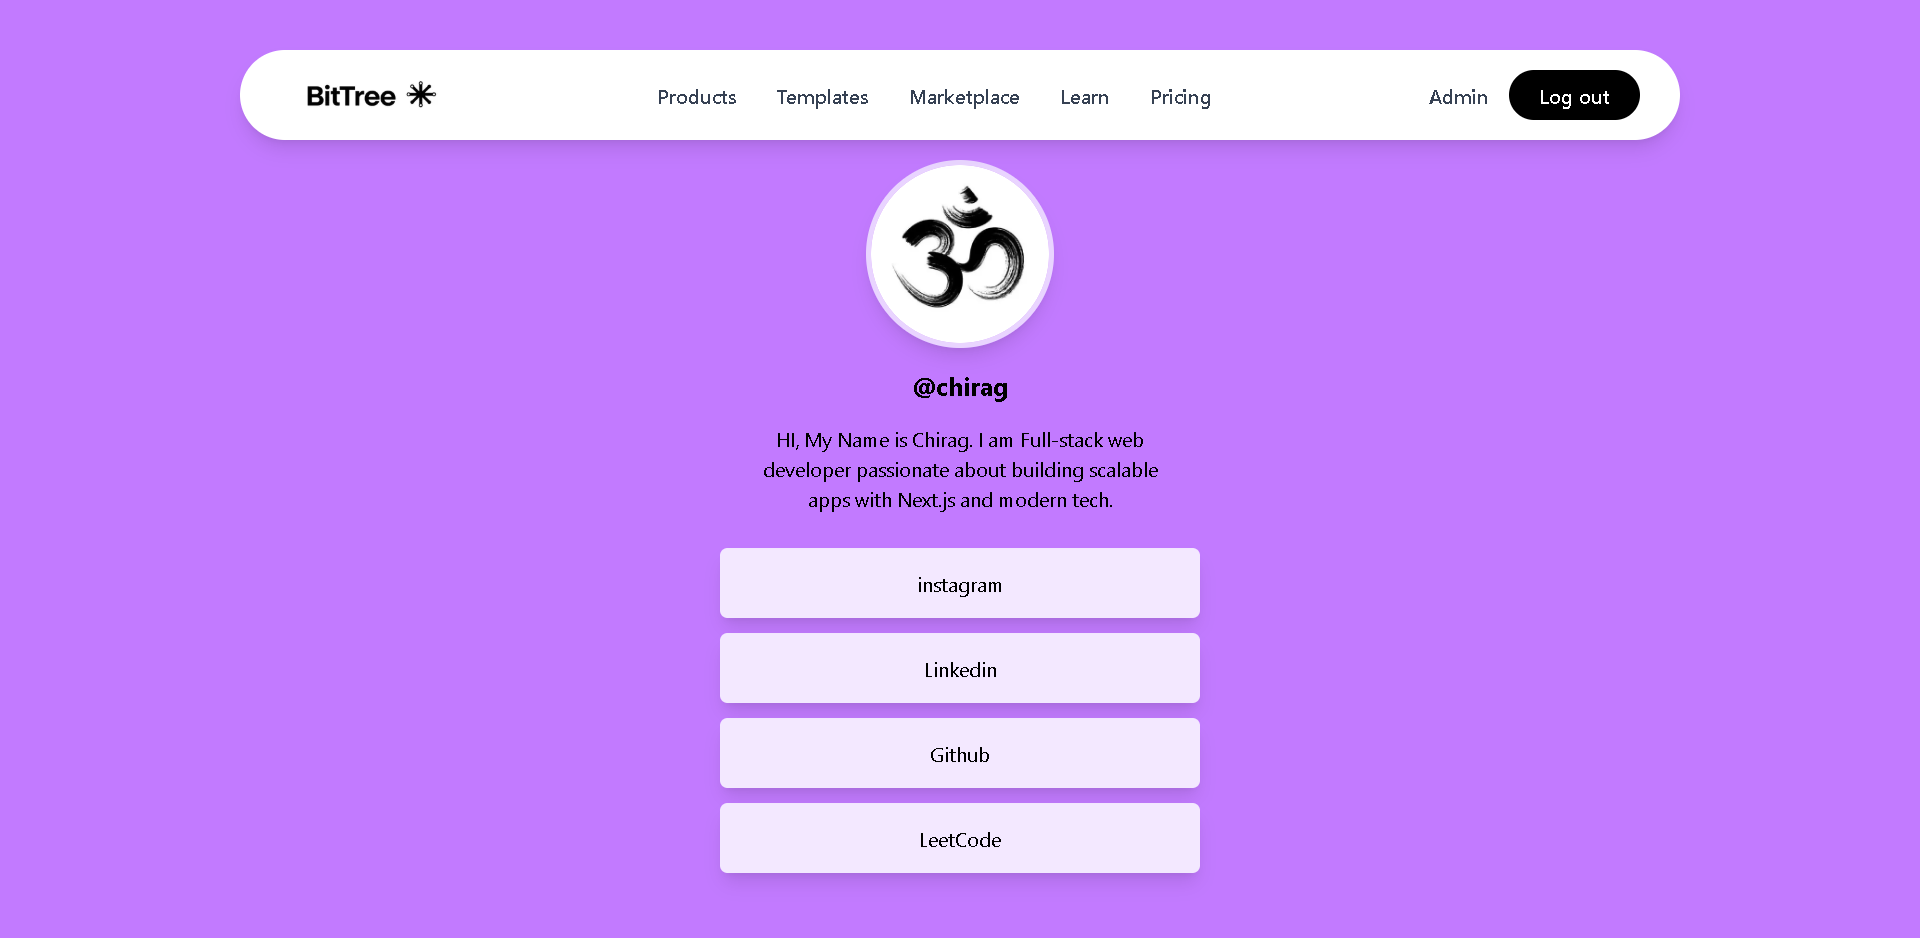 BitTree
Products Templates Marketplace Learn Pricing Admin Log out
ॐ
@chirag
HI, My Name is Chirag. I am Full-stack web
developer passionate about building scalable
apps with Next.js and modern tech.
instagram
Linkedin
Github
LeetCode